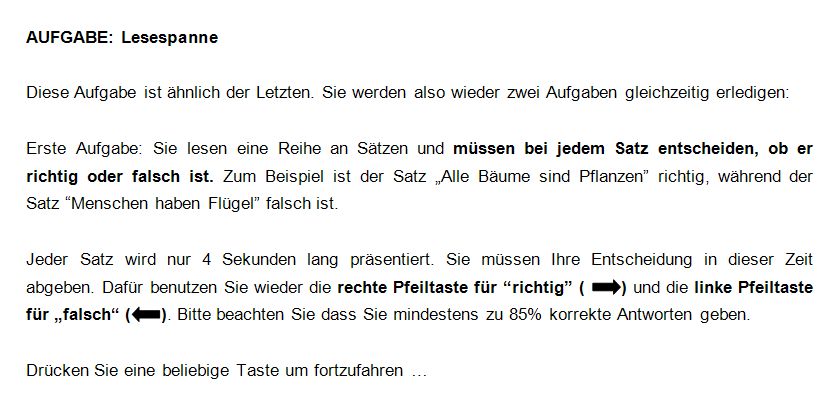 AUFGABE: Lesespanne
Diese Aufgabe ist ähnlich der Letzten. Sie werden also wieder zwei Aufgaben gleichzeitig erledigen:
Erste Aufgabe: Sie lesen eine Reihe an Sätzen und müssen bei jedem Satz entscheiden, ob er
richtig oder falsch ist. Zum Beispiel ist der Satz „Alle Bäume sind Pflanzen” richtig, während der
Satz “Menschen haben Flügel” falsch ist.
Jeder Satz wird nur 4 Sekunden lang präsentiert. Sie müssen Ihre Entscheidung in dieser Zeit
abgeben. Dafür benutzen Sie wieder die rechte Pfeiltaste für “richtig” ( ➡) und die linke Pfeiltaste
für „falsch“ (⬅). Bitte beachten Sie dass Sie mindestens zu 85% korrekte Antworten geben.
Drücken Sie eine beliebige Taste um fortzufahren …